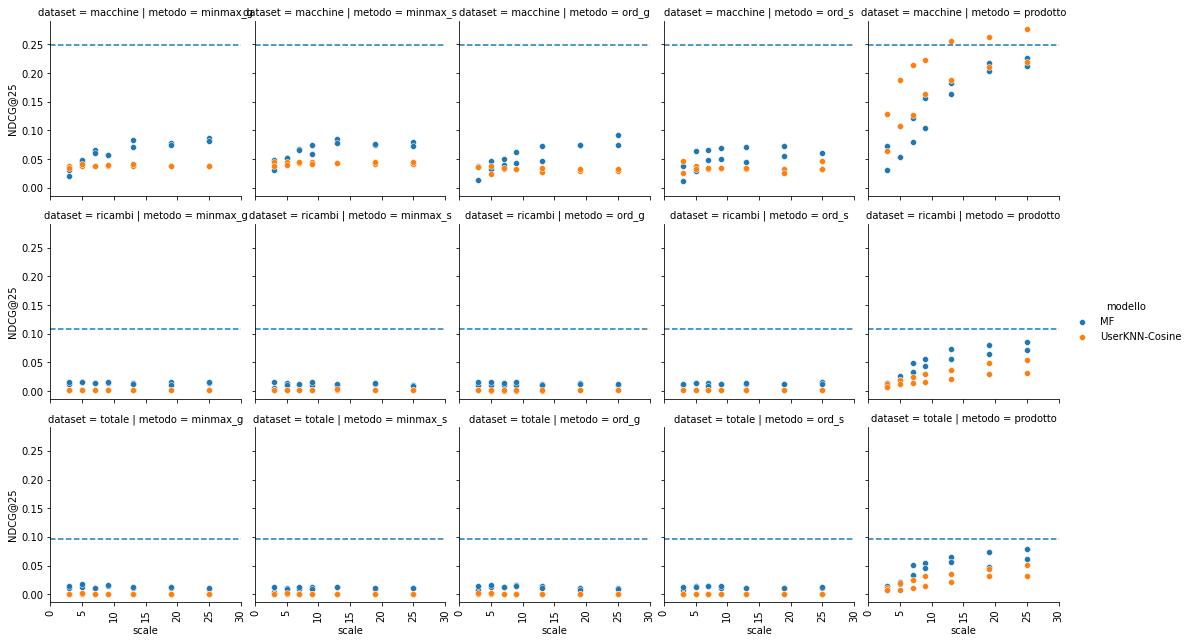 dataset = macchine | metodo = minmax_g dataset = macchine | metodo = minmax_s dataset = macchine | metodo = ord_g dataset = macchine | metodo = ord_s dataset = macchine | metodo = prodotto
0.25
0.20
0.15
0.10
0.05
0.00
NDCG@25
dataset = ricambi | metodo = minmax_g dataset = ricambi | metodo = minmax_s dataset = ricambi | metodo = ord_g dataset = ricambi | metodo = ord_s dataset = ricambi | metodo = prodotto
0.25
0.20
0.15
0.10
0.05
0.00
NDCG@25
modello
MF
UserKNN-Cosine
dataset = totale | metodo = minmax_g dataset = totale | metodo = minmax_s dataset = totale | metodo = ord_g dataset = totale | metodo = ord_s dataset = totale | metodo = prodotto
0.25
0.20
0.15
0.10
0.05
0.00
NDCG@25
0 5 10 15 20 25 30 0 5 10 15 20 25 30 0 5 10 15 20 25 30 0 5 10 15 20 25 30 0 5 10 15 20 25 30
scale scale scale scale scale